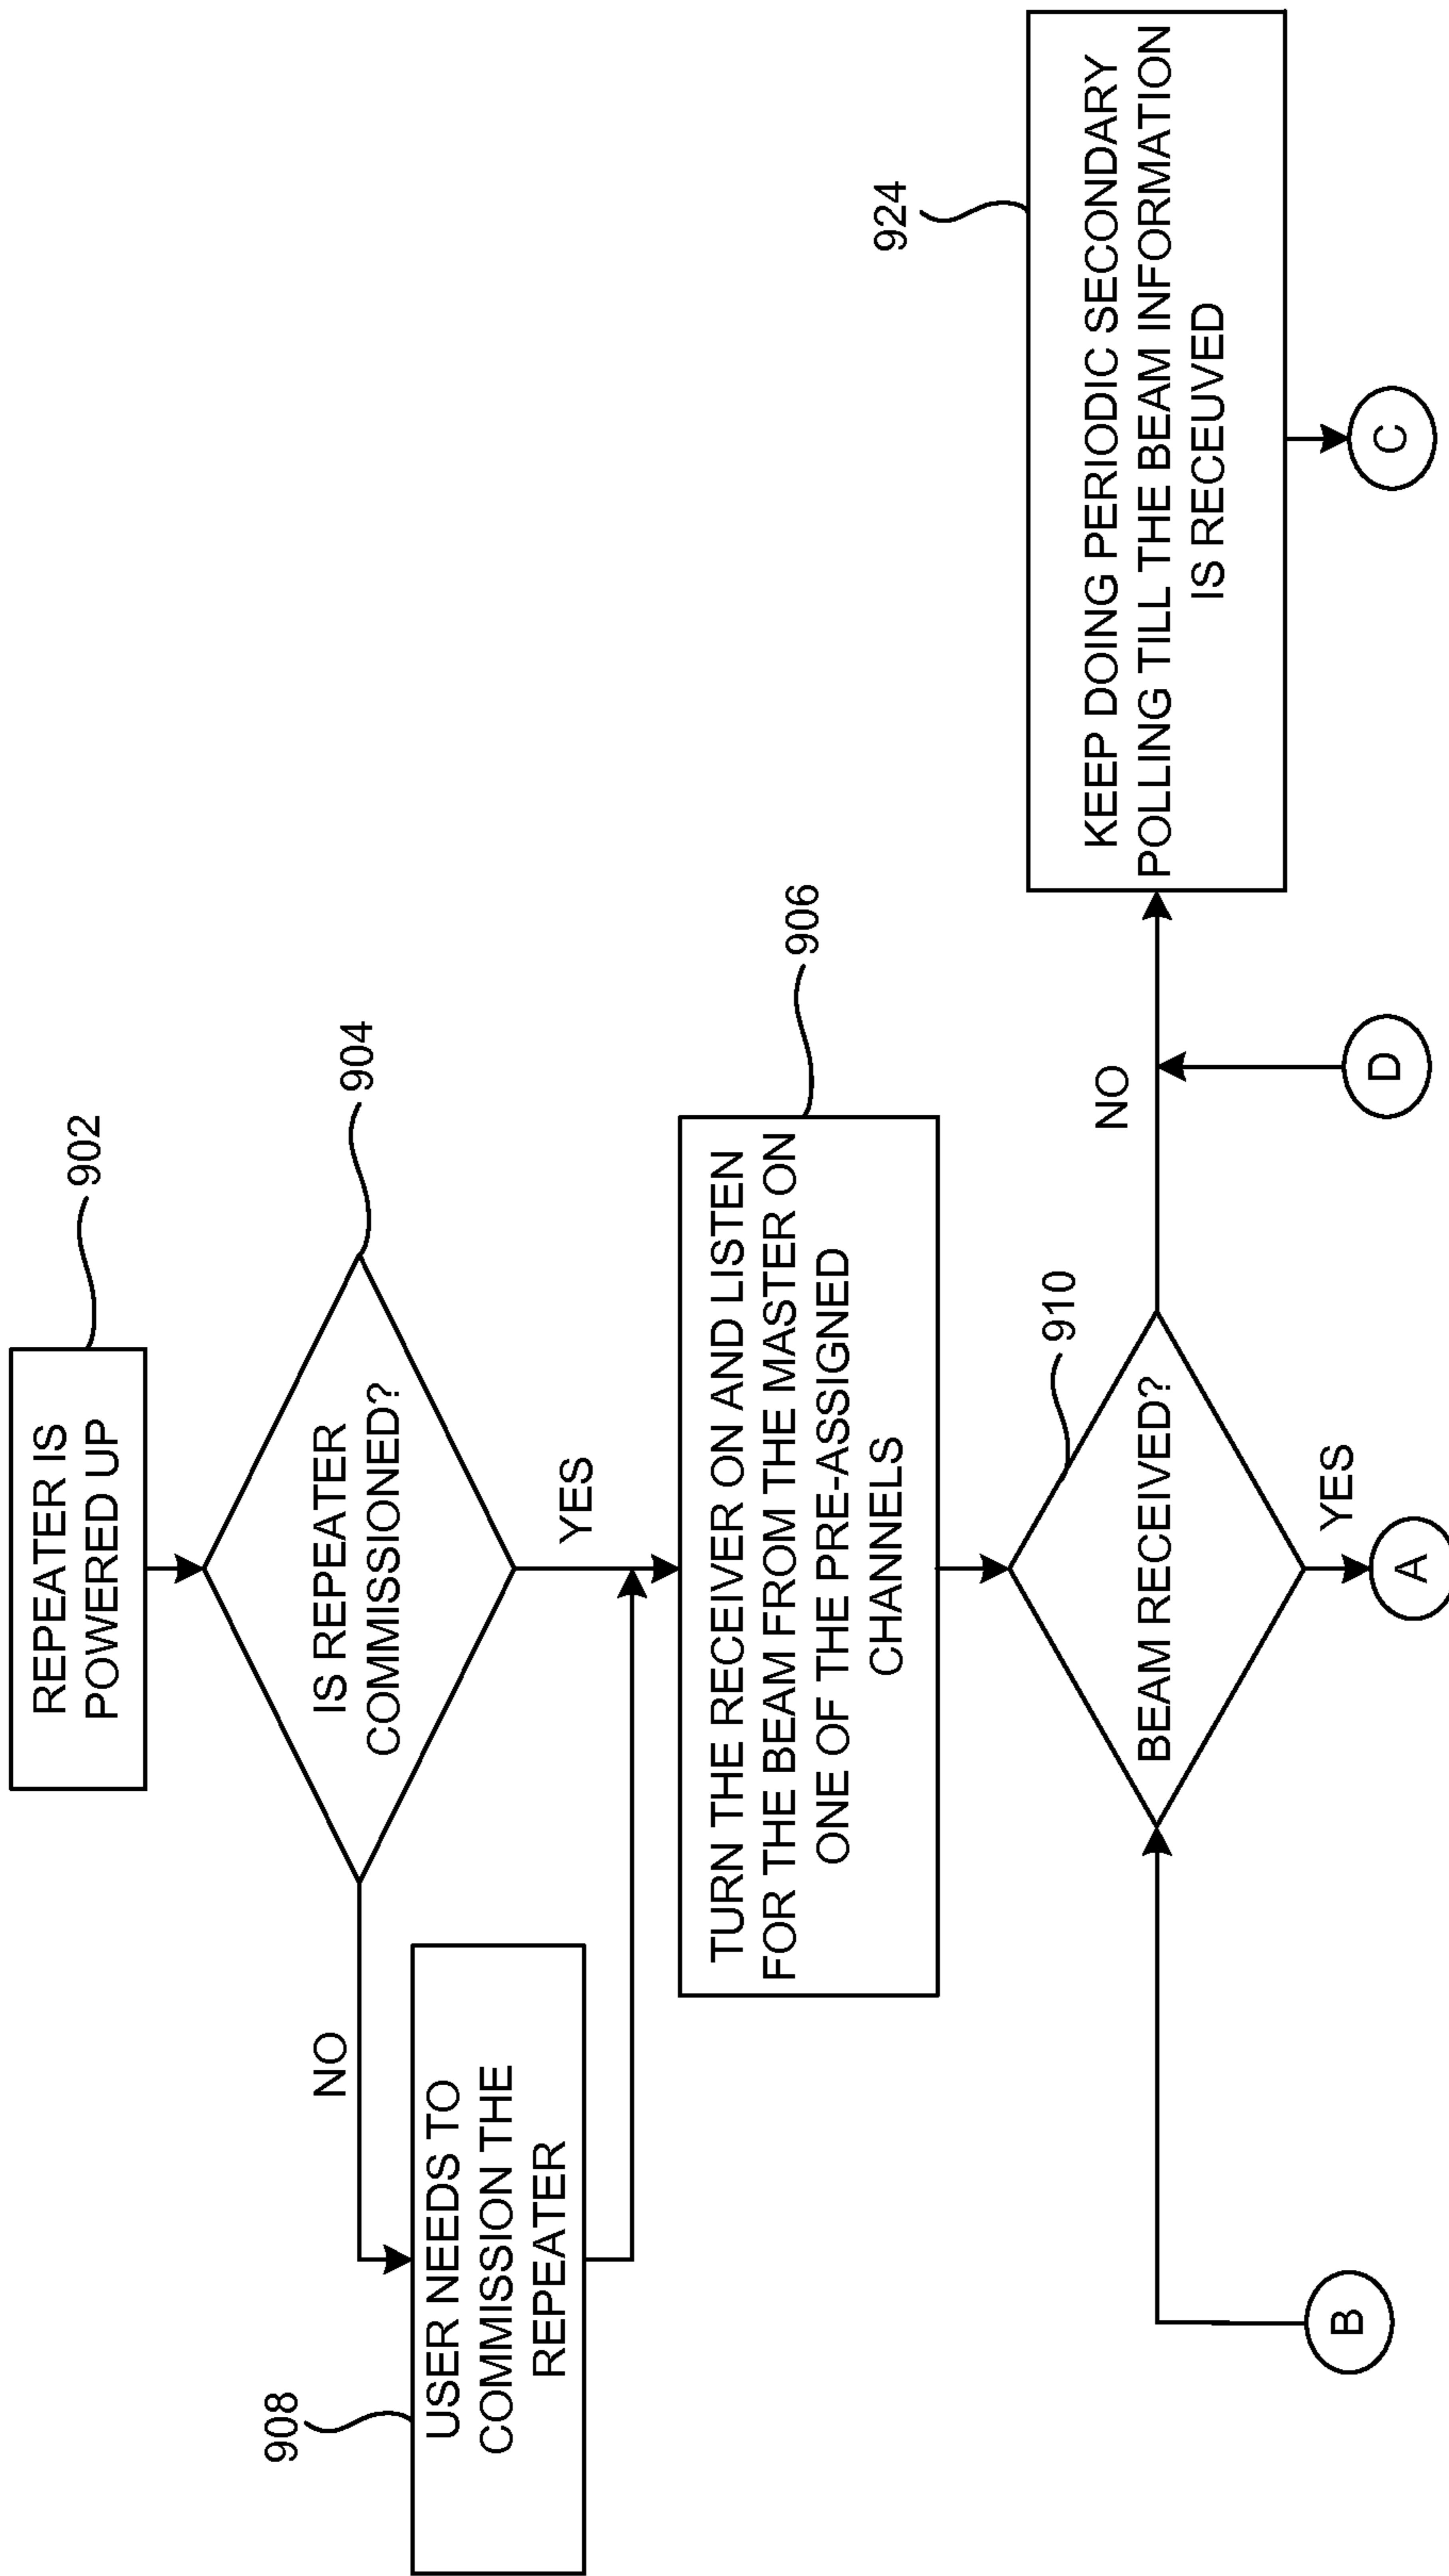 REPEATER IS
POWERED UP
902
IS REPEATER
COMMISSIONED?
904
NO
YES
908
USER NEEDS TO
COMMISSION THE
REPEATER
TURN THE RECEIVER ON AND LISTEN
FOR THE BEAM FROM THE MASTER ON
ONE OF THE PRE-ASSIGNED
CHANNELS
906
BEAM RECEIVED?
910
NO
YES
KEEP DOING PERIODIC SECONDARY
POLLING TILL THE BEAM INFORMATION
IS RECEUVED
924
B
A
D
C